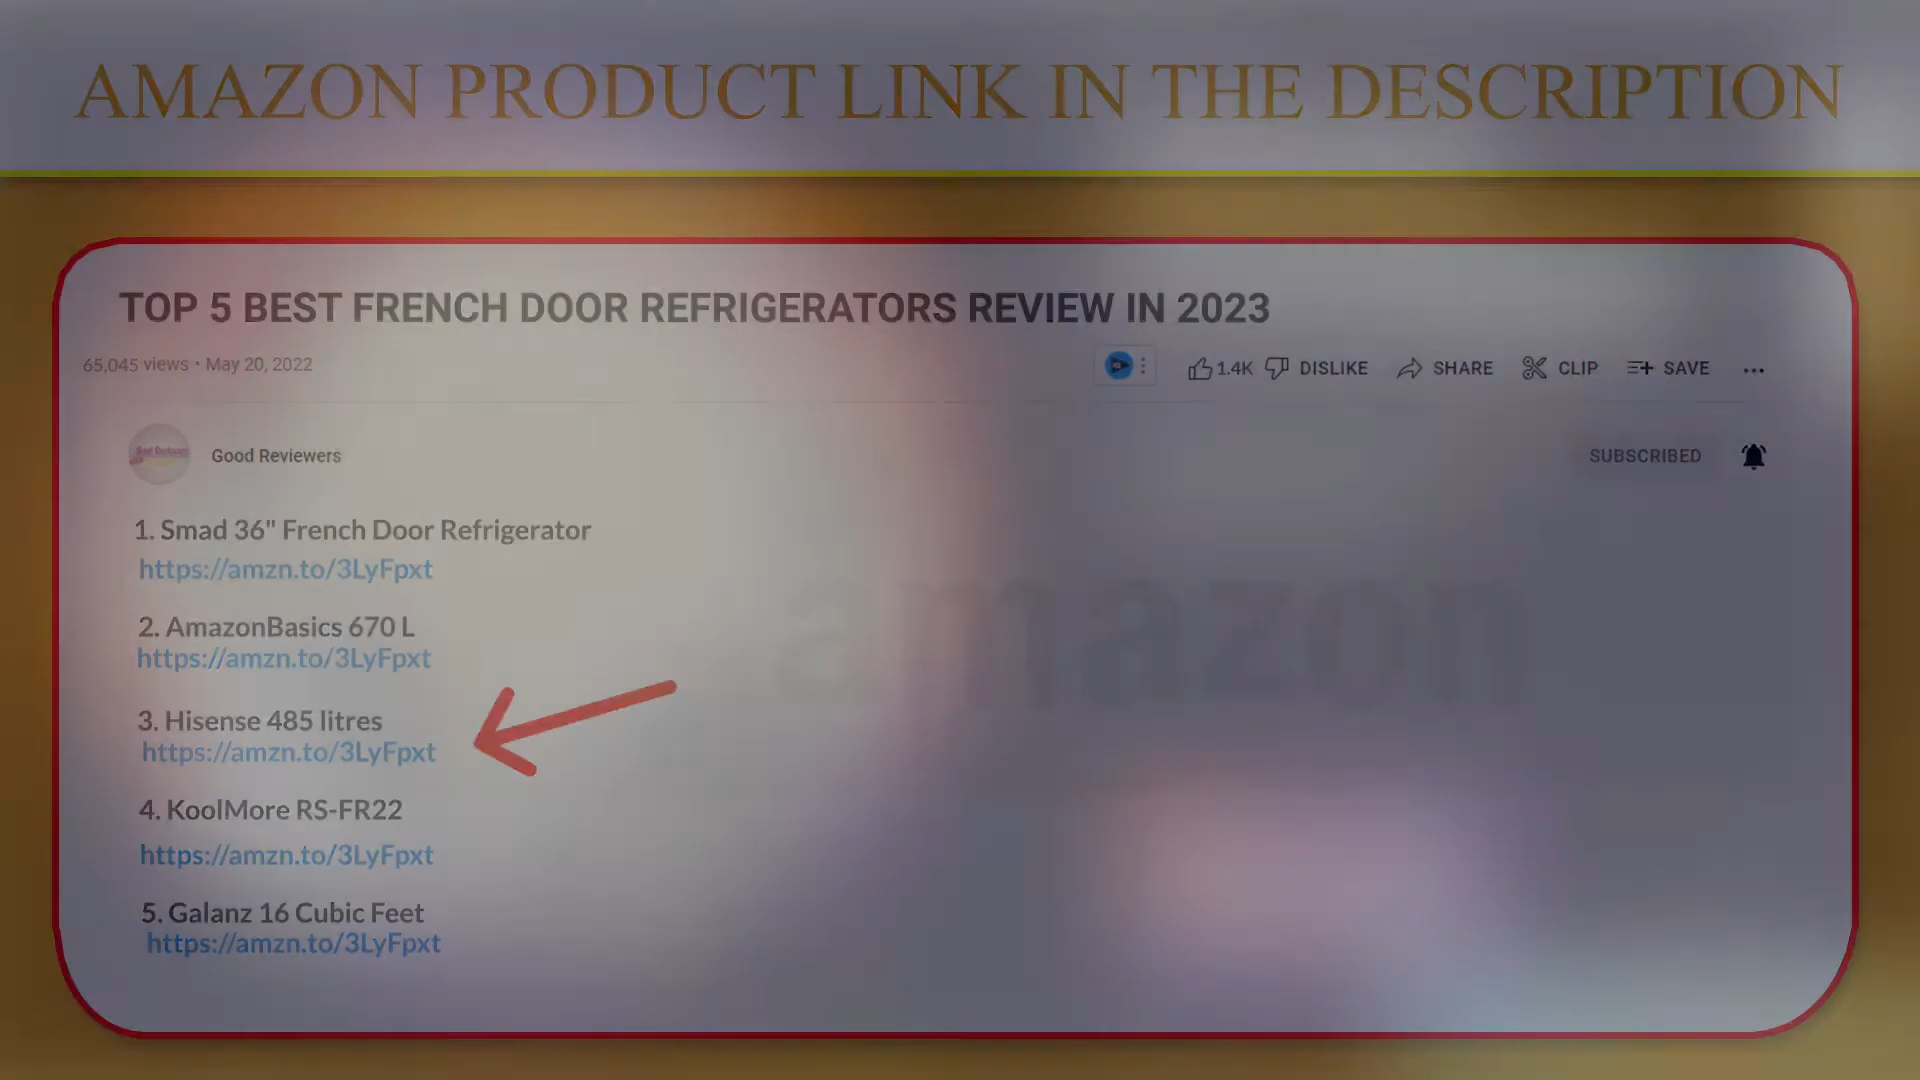 AMAZON PRODUCT LINK IN THE DESCRIPTION
TOP 5 BEST FRENCH DOOR REFRIGERATORS REVIEW IN 2023
65,045 views • May 20, 2022
1.4K DISLIKE SHARE CLIP SAVE ...
Good Reviewers
SUBSCRIBED
1. Smad 36" French Door Refrigerator
https://amzn.to/3LyFpxt
2. AmazonBasics 670 L
https://amzn.to/3LyFpxt
3. Hisense 485 litres
https://amzn.to/3LyFpxt
amazon
4. KoolMore RS-FR22
https://amzn.to/3LyFpxt
5. Galanz 16 Cubic Feet
https://amzn.to/3LyFpxt